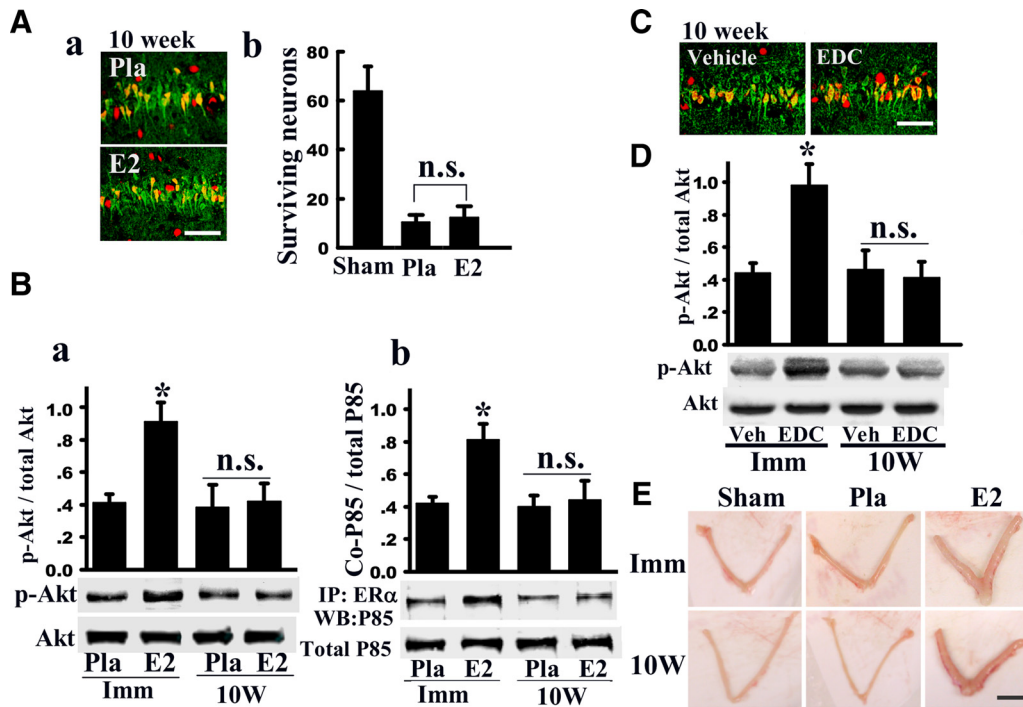 A
a
10 week
Pla
E2
b
Surviving neurons
80
60
40
20
0
n.s.
Sham Pla E2
B
a
p-Akt / total Akt
1.0
.8
.6
.4
.2
0.0
*
n.s.
p-Akt
Akt
Pla E2 Pla E2
Imm 10W
b
Co-P85 / total P85
1.0
.8
.6
.4
.2
0.0
*
n.s.
IP: ERα
WB:P85
Total P85
Pla E2 Pla E2
Imm 10W
C
10 week
Vehicle
EDC
D
p-Akt / total Akt
1.0
.8
.6
.4
.2
0.0
*
n.s.
p-Akt
Akt
Veh EDC Veh EDC
Imm 10W
E
Sham Pla E2
Imm
10W